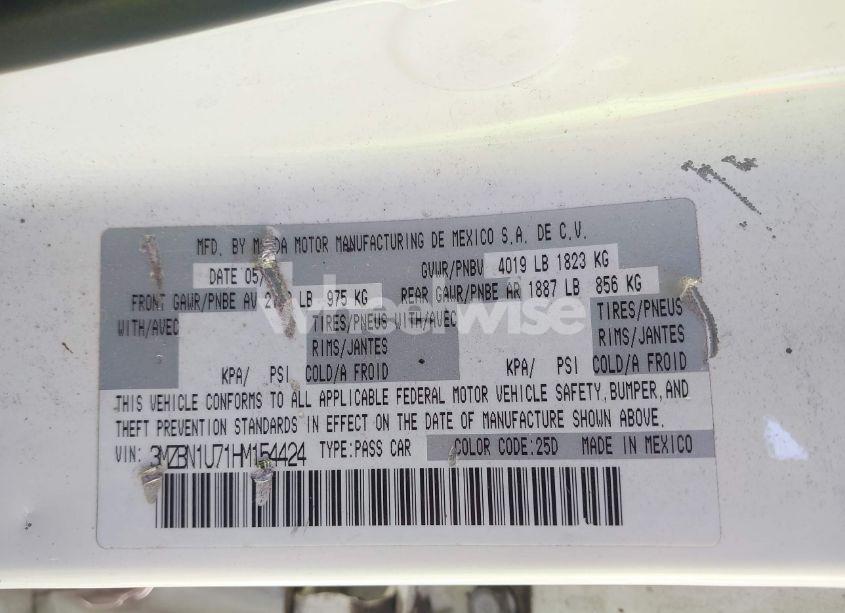 MFD. BY MOTOR MANUFACTURING DE MEXICO S.A. DE C.V.
DATE 05/ GVWR/PNBV 4019 LB 1823 KG
FRONT GAWR/PNBE AV LB 975 KG REAR GAWR/PNBE AR 1887 LB 856 KG
WITH/AVEC TIRES/PNEUS WITH/AVEC TIRES/PNEUS
RIMS/JANTES RIMS/JANTES
KPA/ PSI COLD/A FROID KPA/ PSI COLD/A FROID
THIS VEHICLE CONFORMS TO ALL APPLICABLE FEDERAL MOTOR VEHICLE SAFETY, BUMPER, AND
THEFT PREVENTION STANDARDS IN EFFECT ON THE DATE OF MANUFACTURE SHOWN ABOVE.
VIN: 3MZBN1U71HM154424 TYPE:PASS CAR COLOR CODE:25D MADE IN MEXICO